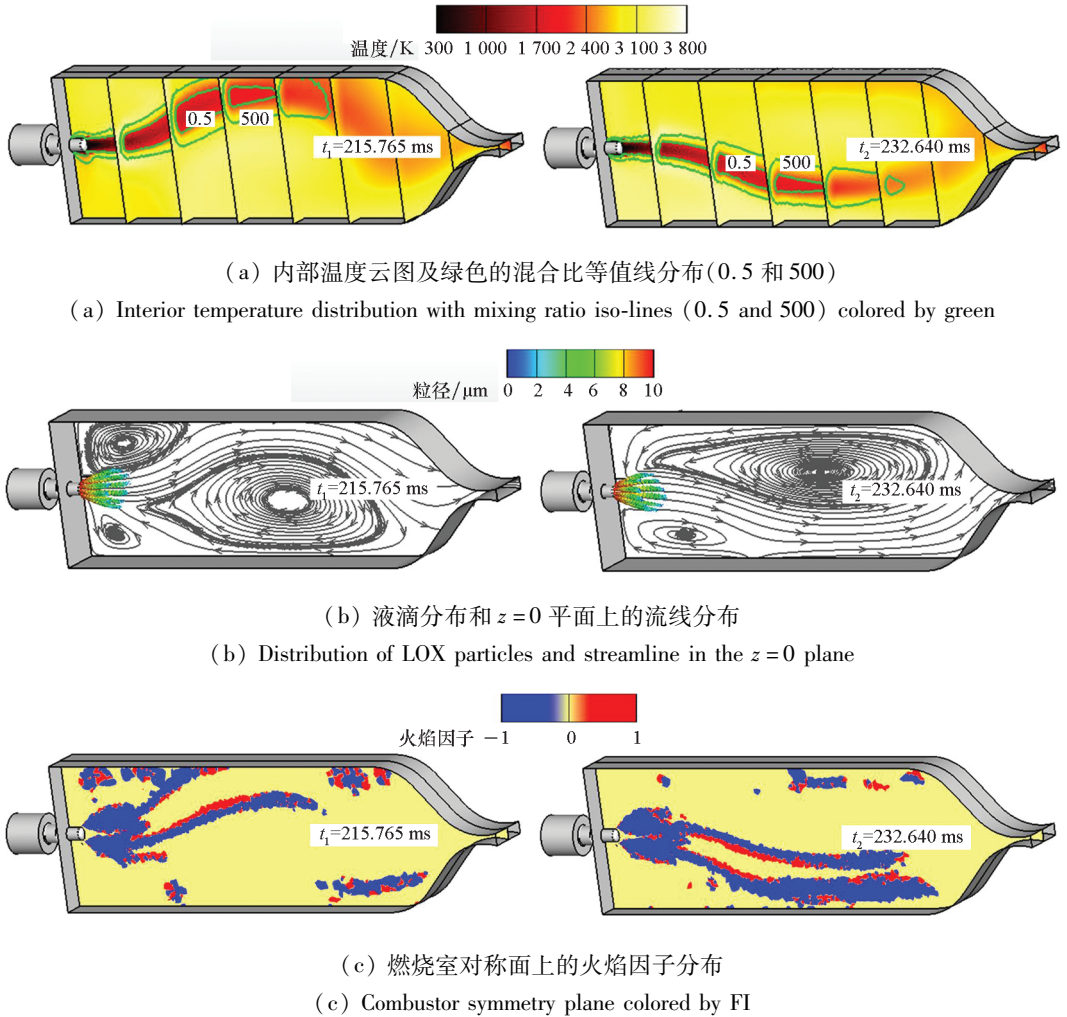 温度/K 300 1 000 1 700 2 400 3 100 3 800
0.5 500
t₁=215.765 ms
0.5 500
t₂=232.640 ms
(a) 内部温度云图及绿色的混合比等值线分布(0.5 和 500)
(a) Interior temperature distribution with mixing ratio iso-lines (0.5 and 500) colored by green
粒径/μm 0 2 4 6 8 10
t₁=215.765 ms
t₂=232.640 ms
(b) 液滴分布和 z=0 平面上的流线分布
(b) Distribution of LOX particles and streamline in the z=0 plane
火焰因子 −1 0 1
t₁=215.765 ms
t₂=232.640 ms
(c) 燃烧室对称面上的火焰因子分布
(c) Combustor symmetry plane colored by FI